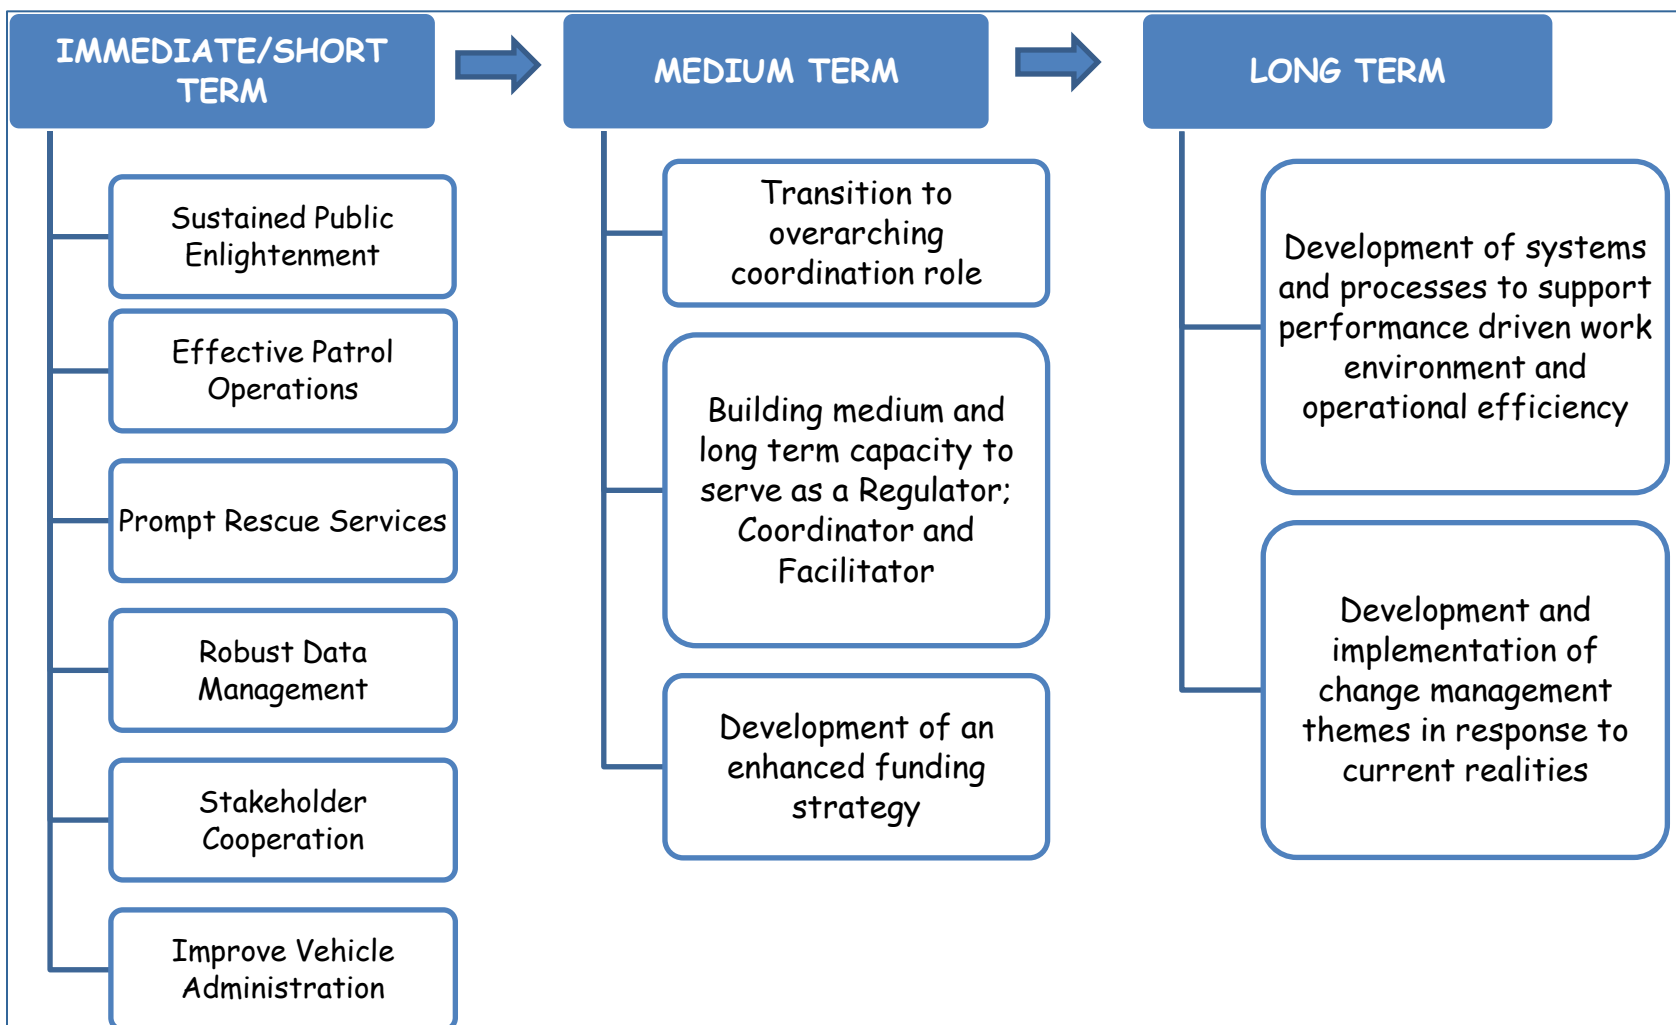 IMMEDIATE/SHORT
TERM
Sustained Public
Enlightenment
Effective Patrol
Operations
Prompt Rescue Services
Robust Data
Management
Stakeholder
Cooperation
Improve Vehicle
Administration
MEDIUM TERM
Transition to
overarching
coordination role
Building medium and
long term capacity to
serve as a Regulator;
Coordinator and
Facilitator
Development of an
enhanced funding
strategy
LONG TERM
Development of systems
and processes to support
performance driven work
environment and
operational efficiency
Development and
implementation of
change management
themes in response to
current realities